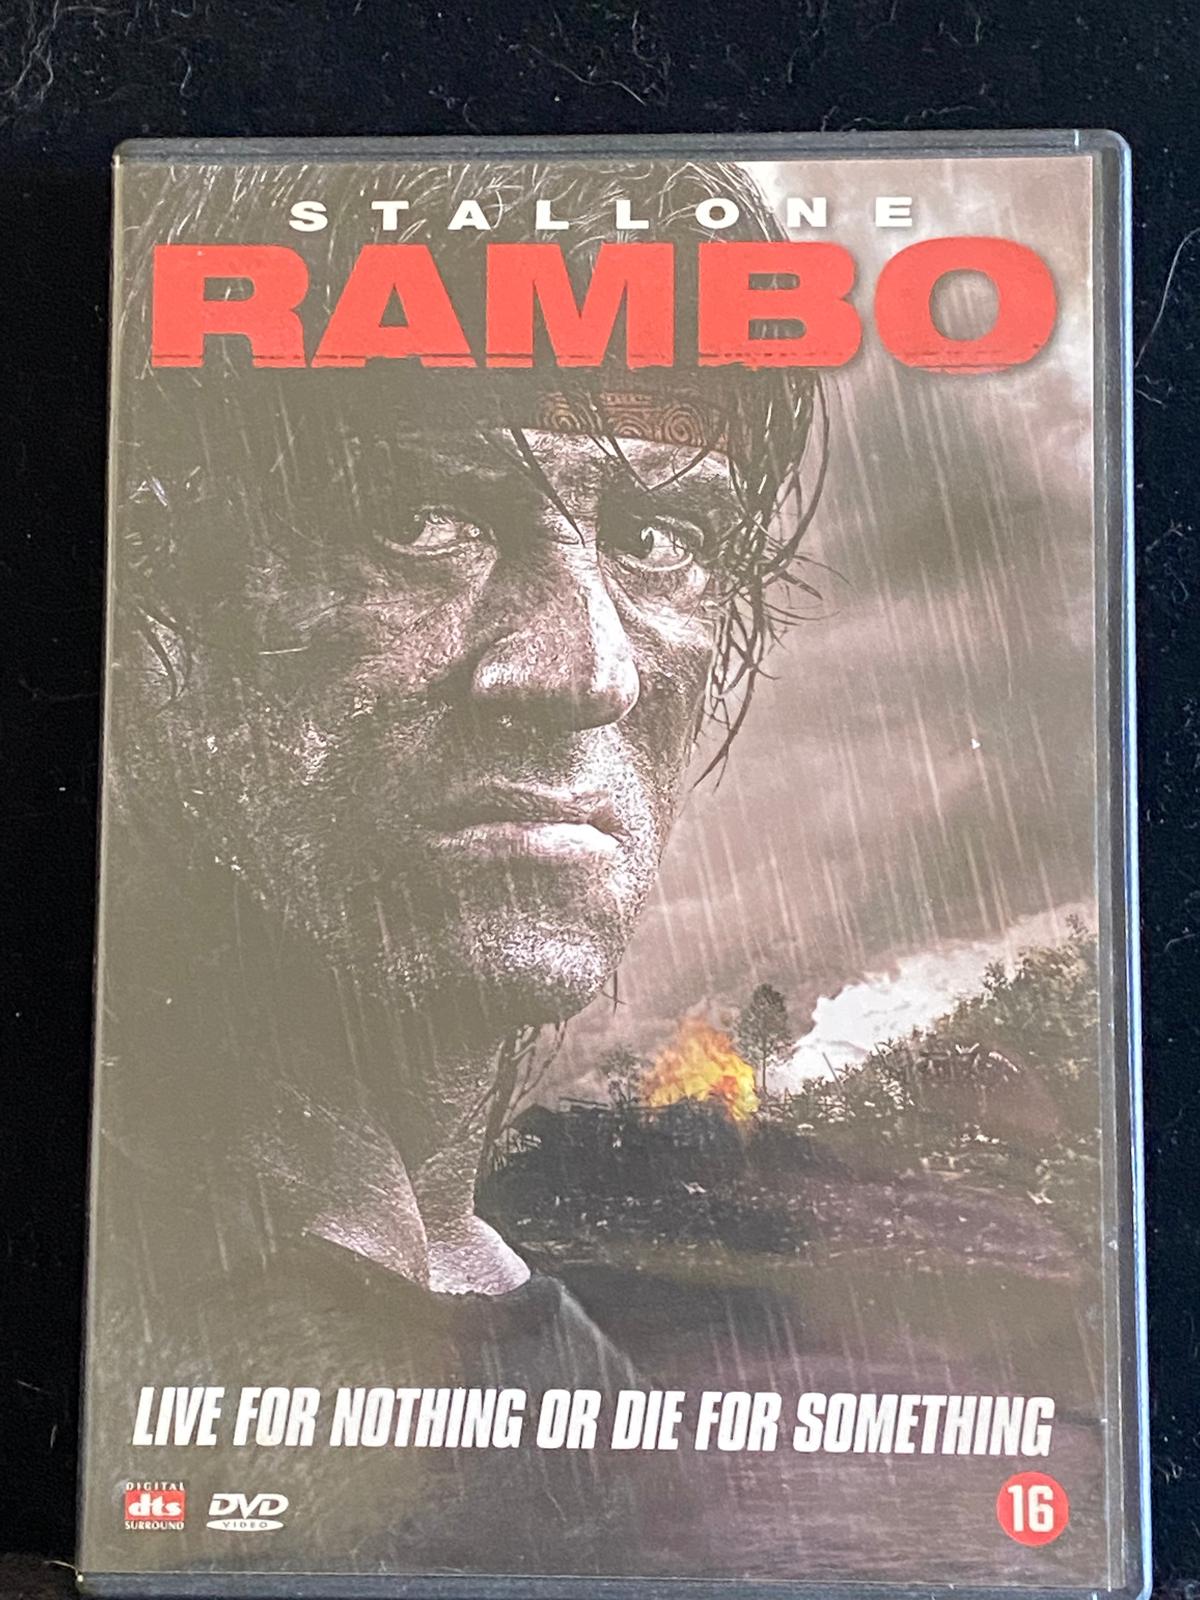 STALLONE
RAMBO
LIVE FOR NOTHING OR DIE FOR SOMETHING
DIGITAL
dts
SURROUND
DVD
VIDEO
16